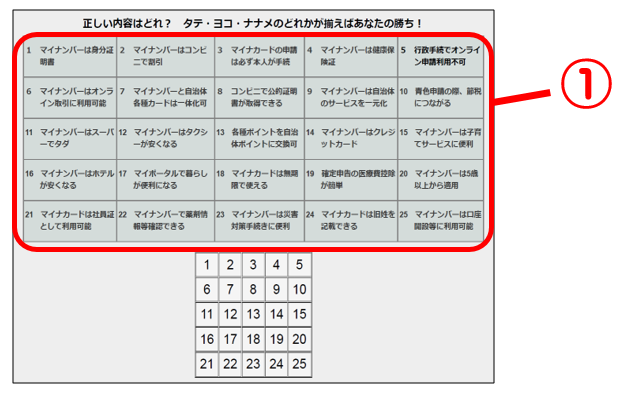 正しい内容はどれ？　タテ・ヨコ・ナナメのどれかが揃えばあなたの勝ち！
①
1 マイナンバーは身分証明書
2 マイナンバーはコンビニで割引
3 マイナカードの申請は必ず本人が手続
4 マイナンバーは健康保険証
5 行政手続でオンライン申請利用不可
6 マイナンバーはオンライン取引に利用可能
7 マイナンバーと自治体各種カードは一体化可
8 コンビニで公的証明書が取得できる
9 マイナンバーは自治体のサービスを一元化
10 青色申請の際、節税につながる
11 マイナンバーはスーパーでタダ
12 マイナンバーはタクシーが安くなる
13 各種ポイントを自治体ポイントに交換可
14 マイナンバーはクレジットカード
15 マイナンバーは子育てサービスに便利
16 マイナンバーはホテルが安くなる
17 マイポータルで暮らしが便利になる
18 マイナカードは無期限で使える
19 確定申告の医療費控除が簡単
20 マイナンバーは5歳以上から適用
21 マイナカードは社員証として利用可能
22 マイナンバーで薬剤情報等確認できる
23 マイナンバーは災害対策手続きに便利
24 マイナカードは旧姓を記載できる
25 マイナンバーは口座開設等に利用可能
1 2 3 4 5
6 7 8 9 10
11 12 13 14 15
16 17 18 19 20
21 22 23 24 25